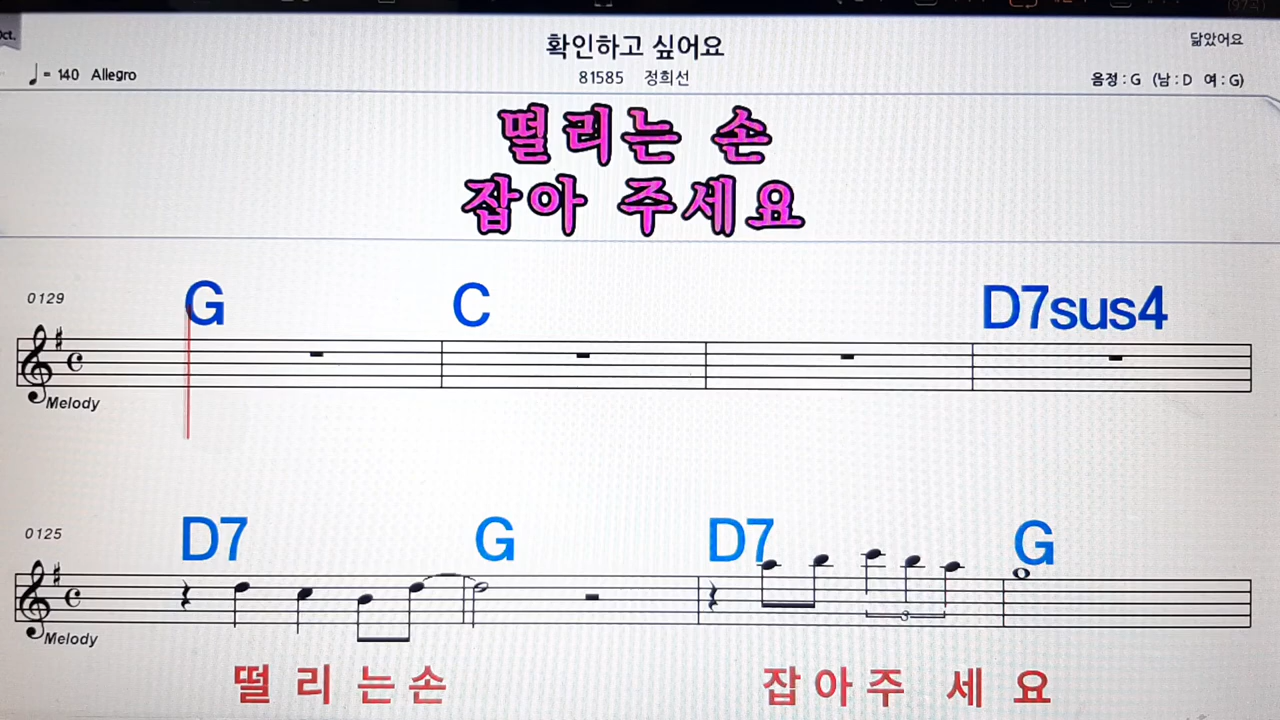 확인하고 싶어요
닮았어요
= 140 Allegro
81585 정희선
음정 : G (남 : D 여 : G)
떨리는 손
잡아 주세요
0129
G C D7sus4
Melody
0125
D7 G D7 G
3
Melody
떨 리 는 손 잡 아 주 세 요